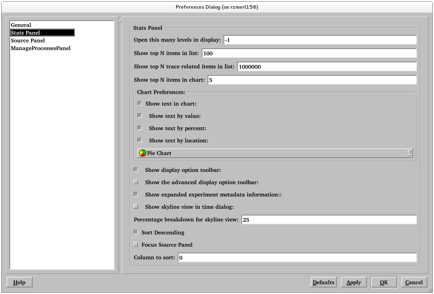 Preferences Dialog (on rzmerl156)
General
Stats Panel
Source Panel
ManageProcessesPanel
Stats Panel
Open this many levels in display: -1
Show top N items in list: 100
Show top N trace related items in list: 1000000
Show top N items in chart: 5
Chart Preferences:
Show text in chart:
Show text by value:
Show text by percent:
Show text by location:
Pie Chart
Show display option toolbar:
Show the advanced display option toolbar:
Show expanded experiment metadata information::
Show skyline view in time dialog:
Percentage breakdown for skyline view: 25
Sort Descending
Focus Source Panel
Column to sort: 0
Help
Defaults Apply OK Cancel